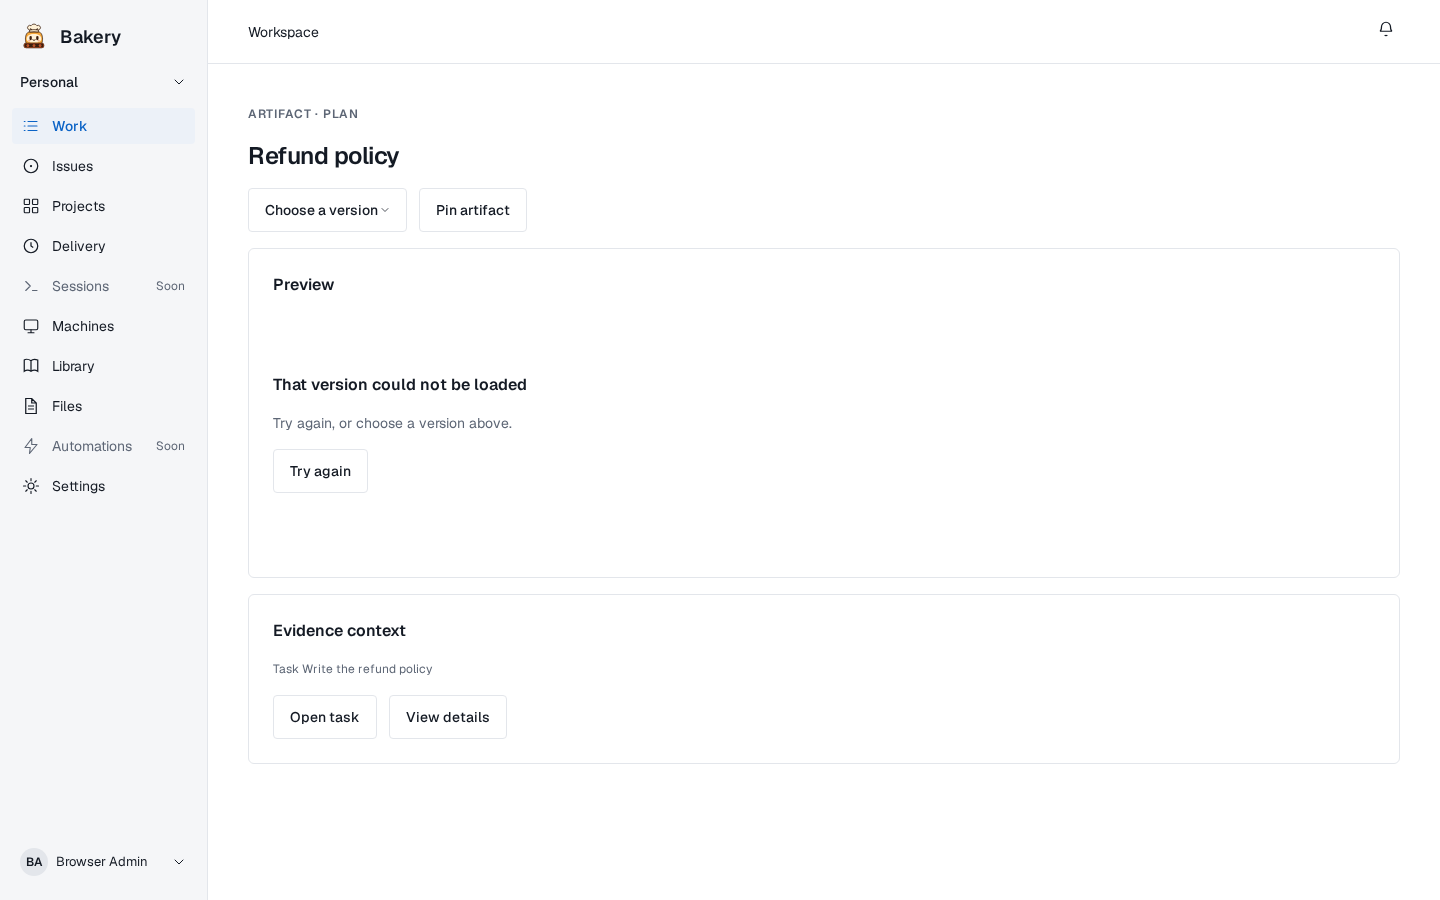 Bakery
Personal
Work
Issues
Projects
Delivery
Sessions Soon
Machines
Library
Files
Automations Soon
Settings
BA Browser Admin
Workspace
ARTIFACT · PLAN
Refund policy
Choose a version
Pin artifact
Preview
That version could not be loaded
Try again, or choose a version above.
Try again
Evidence context
Task Write the refund policy
Open task
View details